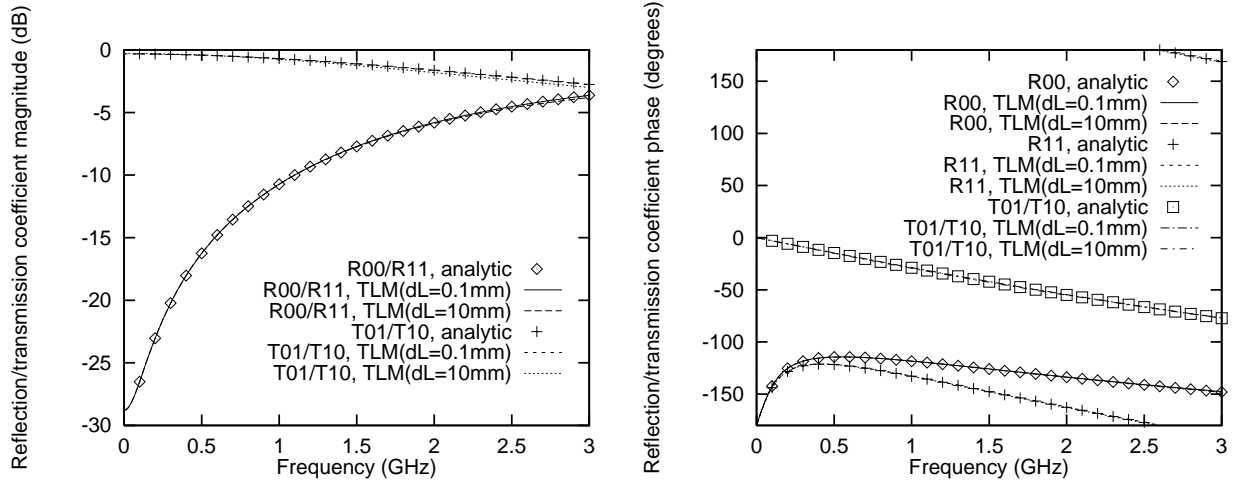 Reflection/transmission coefficient magnitude (dB)
0
-5
-10
-15
-20
-25
-30
R00/R11, analytic
R00/R11, TLM(dL=0.1mm)
R00/R11, TLM(dL=10mm)
T01/T10, analytic
T01/T10, TLM(dL=0.1mm)
T01/T10, TLM(dL=10mm)
0 0.5 1 1.5 2 2.5 3
Frequency (GHz)
Reflection/transmission coefficient phase (degrees)
150
100
50
0
-50
-100
-150
R00, analytic
R00, TLM(dL=0.1mm)
R00, TLM(dL=10mm)
R11, analytic
R11, TLM(dL=0.1mm)
R11, TLM(dL=10mm)
T01/T10, analytic
T01/T10, TLM(dL=0.1mm)
T01/T10, TLM(dL=10mm)
0 0.5 1 1.5 2 2.5 3
Frequency (GHz)